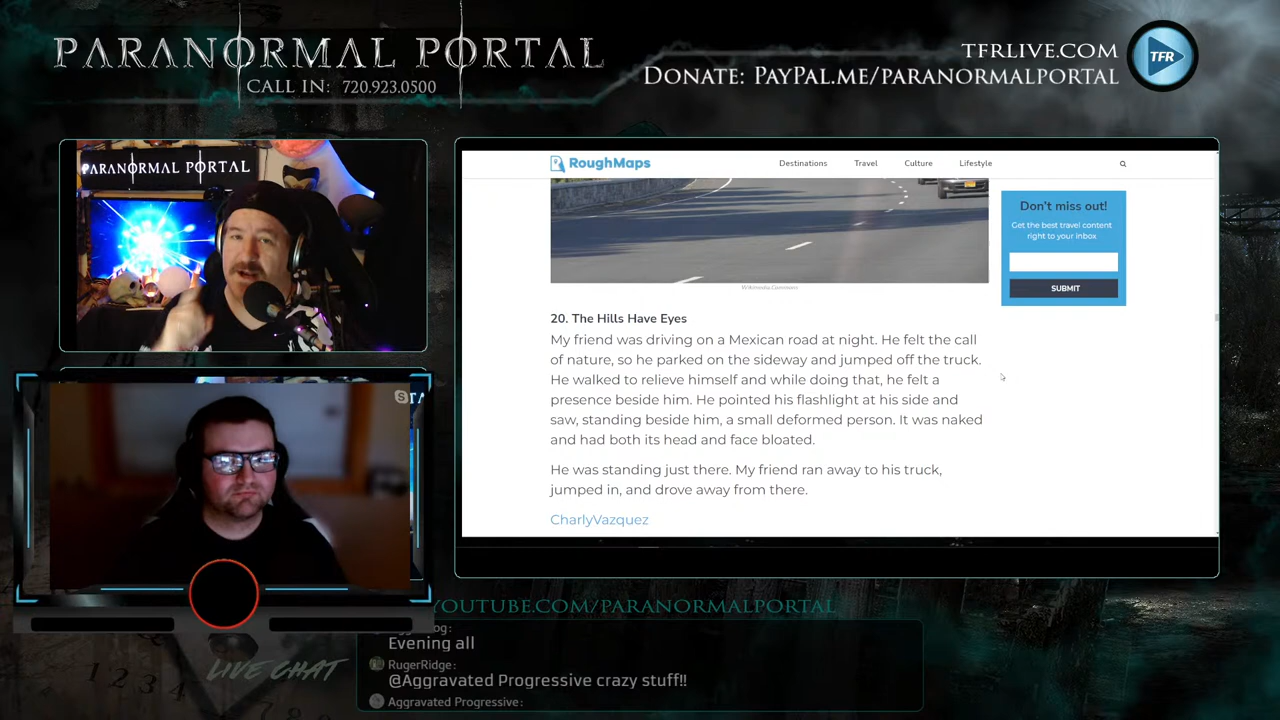 PARANORMAL PORTAL
CALL IN: 720.923.0500
TFRLIVE.COM
DONATE: PAYPAL.ME/PARANORMALPORTAL
TFR
PARANORMAL PORTAL
RoughMaps
Destinations Travel Culture Lifestyle
Don't miss out!
Get the best travel content
right to your inbox
SUBMIT
Wikimedia Commons
20. The Hills Have Eyes
My friend was driving on a Mexican road at night. He felt the call
of nature, so he parked on the sideway and jumped off the truck.
He walked to relieve himself and while doing that, he felt a
presence beside him. He pointed his flashlight at his side and
saw, standing beside him, a small deformed person. It was naked
and had both its head and face bloated.
He was standing just there. My friend ran away to his truck,
jumped in, and drove away from there.
CharlyVazquez
YOUTUBE.COM/PARANORMALPORTAL
LIVE CHAT
Evening all
RugerRidge:
@Aggravated Progressive crazy stuff!!
Aggravated Progressive: